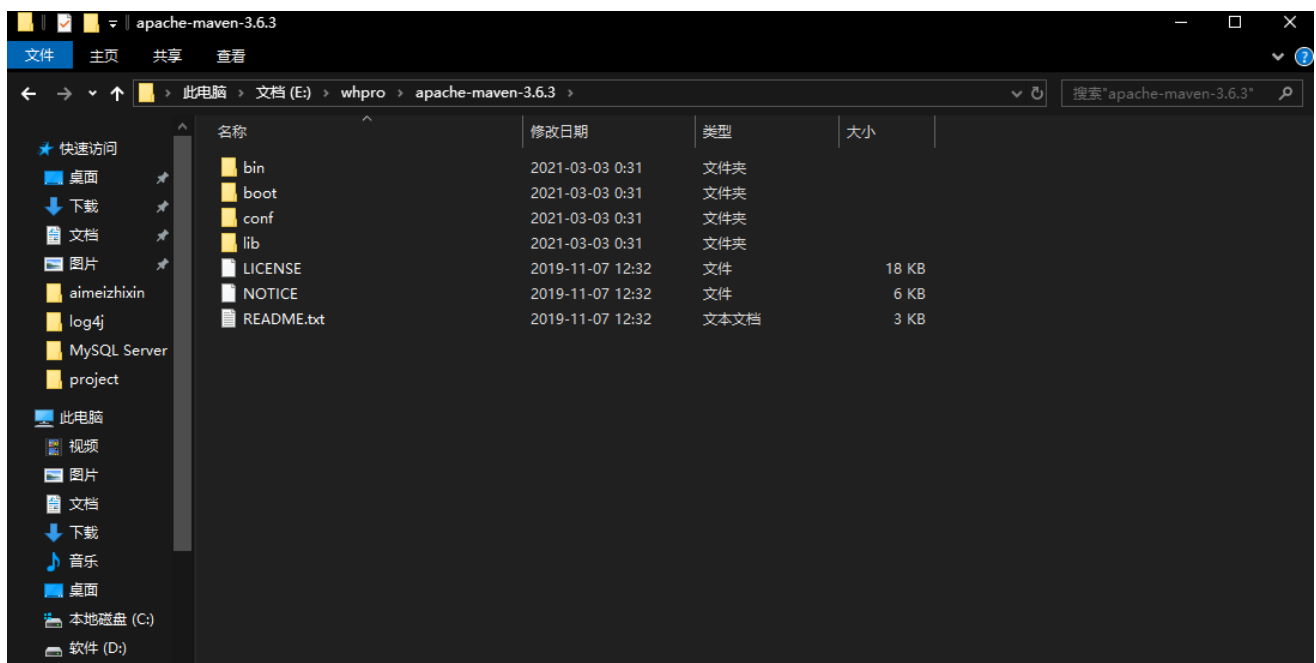 apache-maven-3.6.3
文件 主页 共享 查看
此电脑 › 文档 (E:) › whpro › apache-maven-3.6.3 › 搜索"apache-maven-3.6.3"
名称 修改日期 类型 大小
快速访问
桌面
下载
文档
图片
aimeizhixin
log4j
MySQL Server
project
此电脑
视频
图片
文档
下载
音乐
桌面
本地磁盘 (C:)
软件 (D:)
bin 2021-03-03 0:31 文件夹
boot 2021-03-03 0:31 文件夹
conf 2021-03-03 0:31 文件夹
lib 2021-03-03 0:31 文件夹
LICENSE 2019-11-07 12:32 文件 18 KB
NOTICE 2019-11-07 12:32 文件 6 KB
README.txt 2019-11-07 12:32 文本文档 3 KB